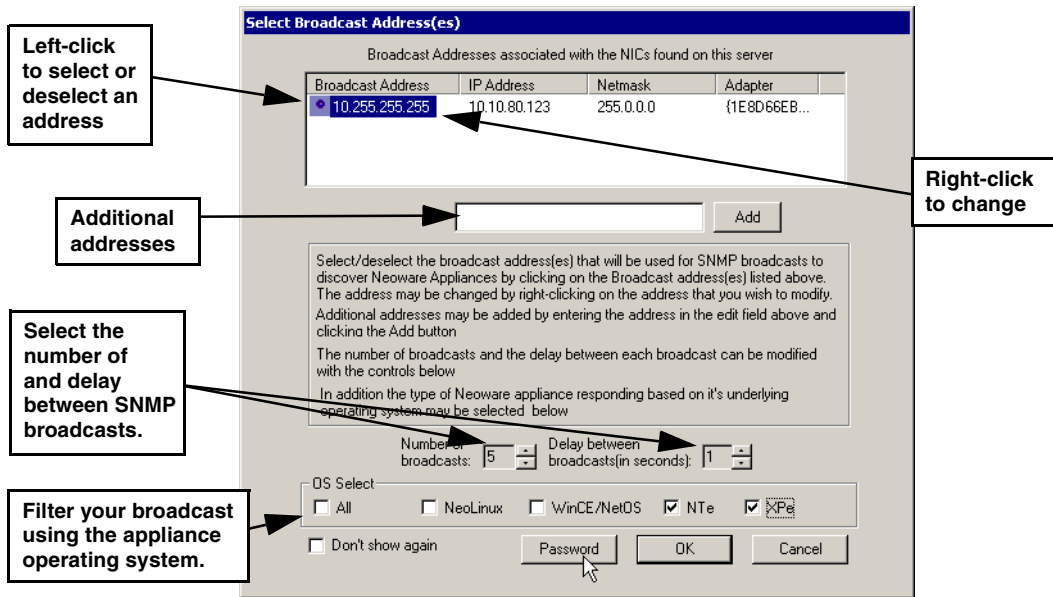 Select Broadcast Address(es)
Broadcast Addresses associated with the NICs found on this server
Left-click
to select or
deselect an
address
Broadcast Address IP Address Netmask Adapter
10.255.255.255 10.10.80.123 255.0.0.0 {1E8D66EB...
Right-click
to change
Additional
addresses
Add
Select/deselect the broadcast address(es) that will be used for SNMP broadcasts to
discover Neoware Appliances by clicking on the Broadcast address(es) listed above.
The address may be changed by right-clicking on the address that you wish to modify.
Additional addresses may be added by entering the address in the edit field above and
clicking the Add button
The number of broadcasts and the delay between each broadcast can be modified
with the controls below
In addition the type of Neoware appliance responding based on it's underlying
operating system may be selected below
Select the
number of
and delay
between SNMP
broadcasts.
Number of
broadcasts: 5
Delay between
broadcasts(in seconds): 1
OS Select
All NeoLinux WinCE/NetOS NTe XPe
Filter your broadcast
using the appliance
operating system.
Don't show again Password OK Cancel